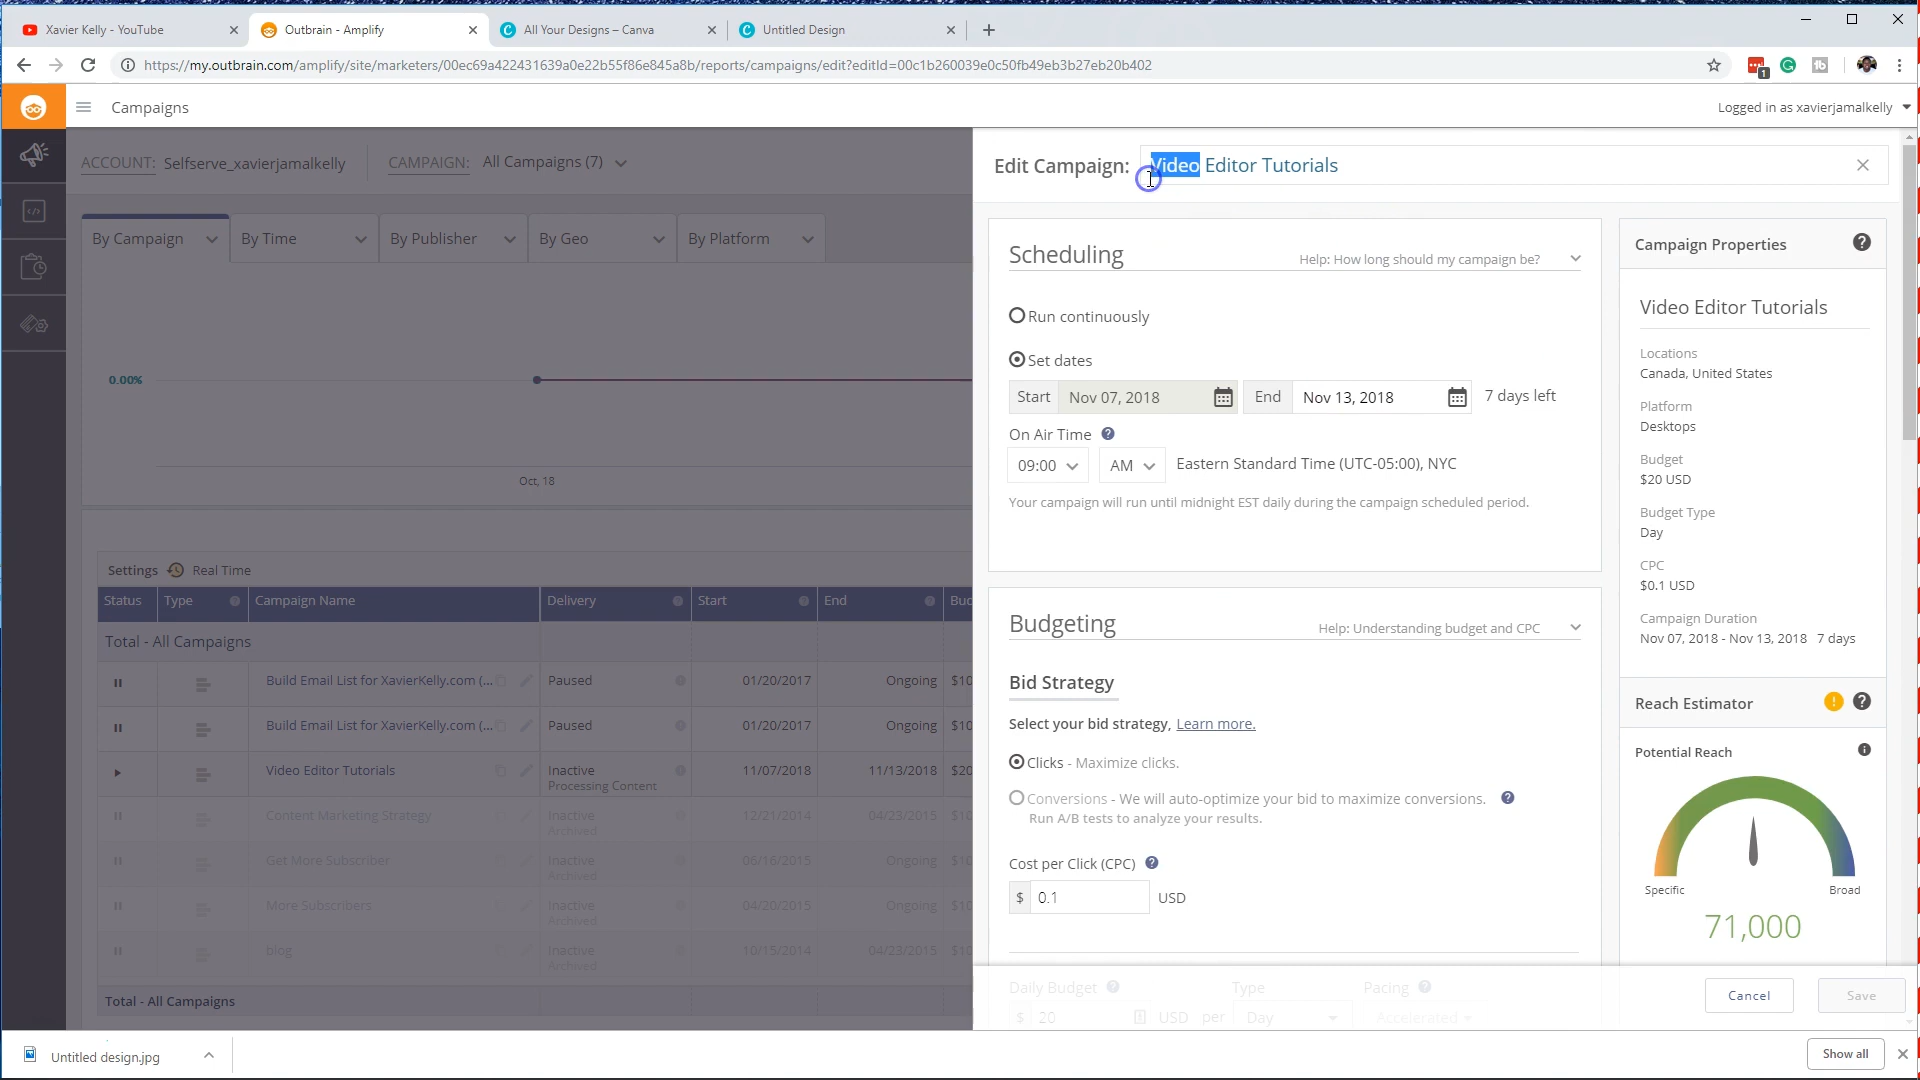 Xavier Kelly - YouTube
Outbrain - Amplify
All Your Designs – Canva
Untitled Design
https://my.outbrain.com/amplify/site/marketers/00ec69a422431639a0e22b55f86e845a8b/reports/campaigns/edit?editId=00c1b260039e0c50fb49eb3b27eb20b402
1
Campaigns
Logged in as xavierjamalkelly
ACCOUNT: Selfserve_xavierjamalkelly
CAMPAIGN: All Campaigns (7)
Edit Campaign: Video Editor Tutorials
By Campaign
By Time
By Publisher
By Geo
By Platform
0.00%
Oct, 18
Settings Real Time
Status Type Campaign Name Delivery Start End
Total - All Campaigns
Build Email List for XavierKelly.com (... Paused 01/20/2017 Ongoing $10
Build Email List for XavierKelly.com (... Paused 01/20/2017 Ongoing $10
Video Editor Tutorials Inactive 11/07/2018 11/13/2018 $20
Processing Content
Content Marketing Strategy Inactive 12/21/2014 04/23/2015 $10
Archived
Get More Subscriber Inactive 06/16/2015 Ongoing $10
Archived
More Subscribers Inactive 04/20/2015 Ongoing $10
Archived
blog Inactive 10/15/2014 04/23/2015 $10
Archived
Total - All Campaigns
Scheduling
Help: How long should my campaign be?
Run continuously
Set dates
Start Nov 07, 2018 End Nov 13, 2018 7 days left
On Air Time
09:00 AM Eastern Standard Time (UTC-05:00), NYC
Your campaign will run until midnight EST daily during the campaign scheduled period.
Budgeting
Help: Understanding budget and CPC
Bid Strategy
Select your bid strategy, Learn more.
Clicks - Maximize clicks.
Conversions - We will auto-optimize your bid to maximize conversions.
Run A/B tests to analyze your results.
Cost per Click (CPC)
$ 0.1 USD
Daily Budget Type Pacing
$ 20 USD per Day Accelerated
Campaign Properties
Video Editor Tutorials
Locations
Canada, United States
Platform
Desktops
Budget
$20 USD
Budget Type
Day
CPC
$0.1 USD
Campaign Duration
Nov 07, 2018 - Nov 13, 2018 7 days
Reach Estimator
Potential Reach
Specific
Broad
71,000
Cancel
Save
Untitled design.jpg
Show all